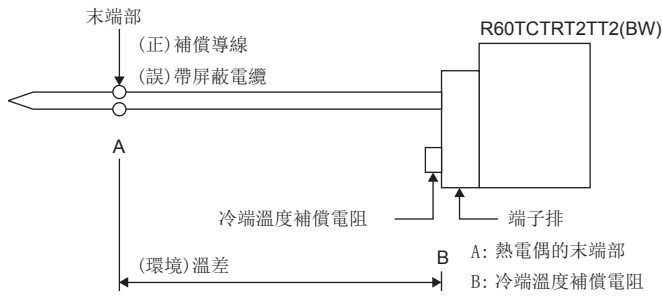 末端部
R60TCTRT2TT2(BW)
(正)補償導線
(誤)帶屏蔽電纜
A
冷端溫度補償電阻
端子排
B
(環境)溫差
A: 熱電偶的末端部
B: 冷端溫度補償電阻